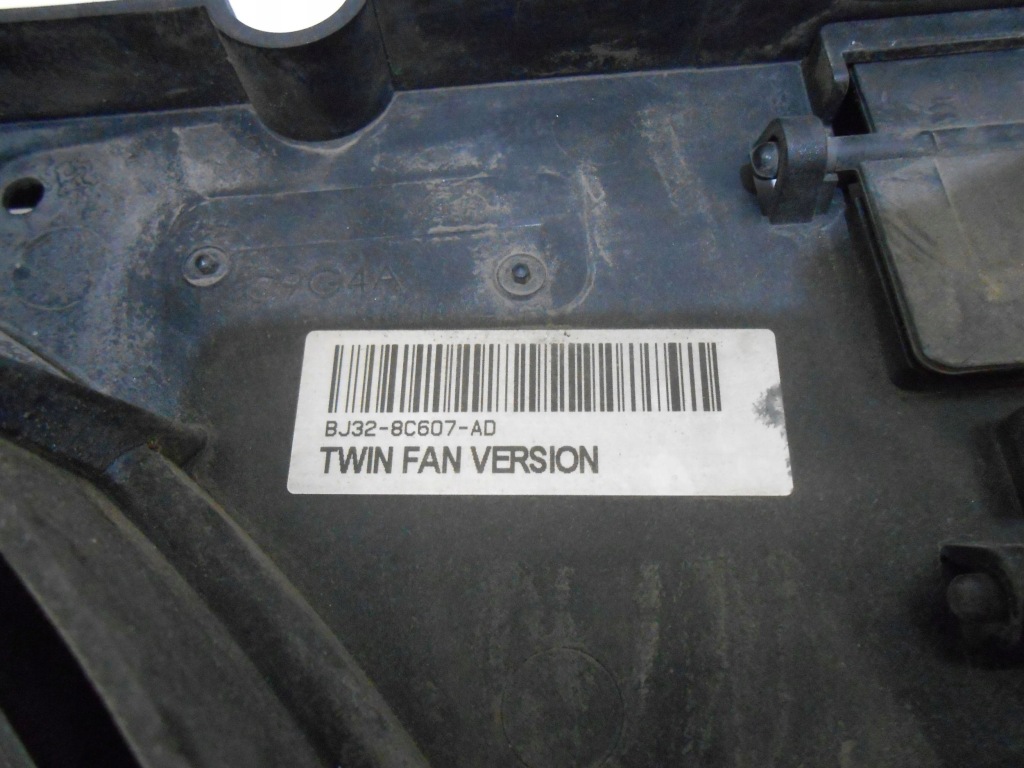 BJ32-8C607-AD
TWIN FAN VERSION